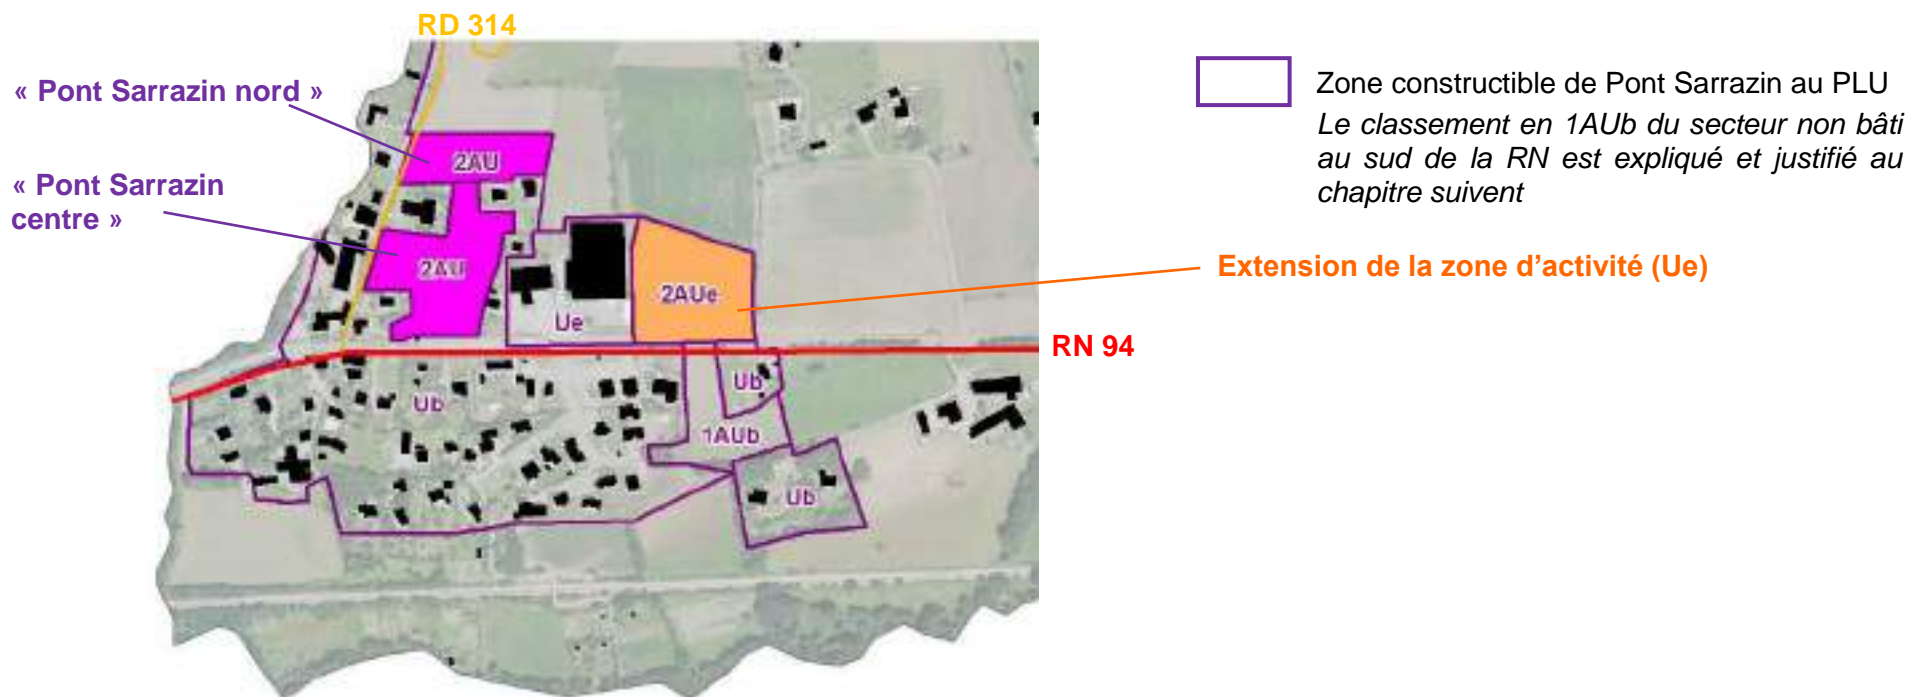 RD 314
« Pont Sarrazin nord »
« Pont Sarrazin
centre »
2AU
2AU
Ue
2AUe
RN 94
Ub
Ub
1AUb
Ub
Zone constructible de Pont Sarrazin au PLU
Le classement en 1AUb du secteur non bâti
au sud de la RN est expliqué et justifié au
chapitre suivent
Extension de la zone d’activité (Ue)